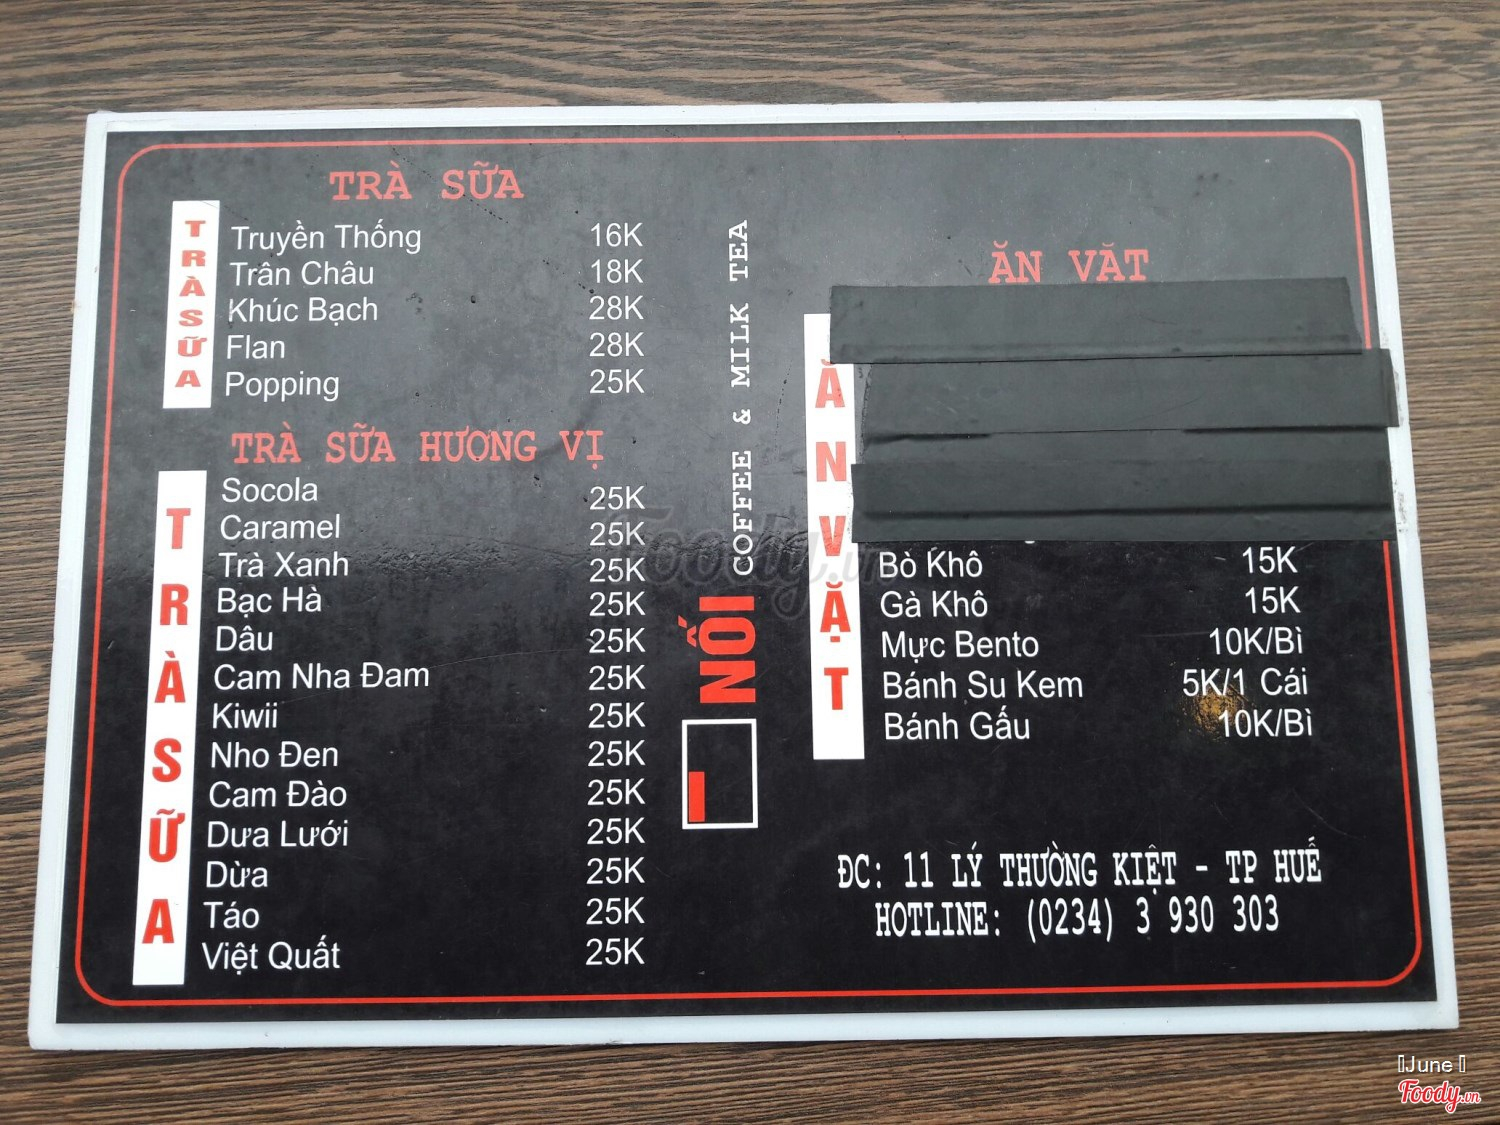 TRÀ SỮA
TRÀ SỮA
Truyền Thống 16K
Trân Châu 18K
Khúc Bạch 28K
Flan 28K
Popping 25K
TRÀ SỮA HƯƠNG VỊ
TRÀ SỮA
Socola 25K
Caramel 25K
Trà Xanh 25K
Bạc Hà 25K
Dâu 25K
Cam Nha Đam 25K
Kiwii 25K
Nho Đen 25K
Cam Đào 25K
Dưa Lưới 25K
Dừa 25K
Táo 25K
Việt Quất 25K
NỐI COFFEE & MILK TEA
ĂN VĂT
ĂN VẶT
Bò Khô 15K
Gà Khô 15K
Mực Bento 10K/Bì
Bánh Su Kem 5K/1 Cái
Bánh Gấu 10K/Bì
ĐC: 11 LÝ THƯỜNG KIỆT - TP HUẾ
HOTLINE: (0234) 3 930 303
Foody.vn
June
Foody.vn